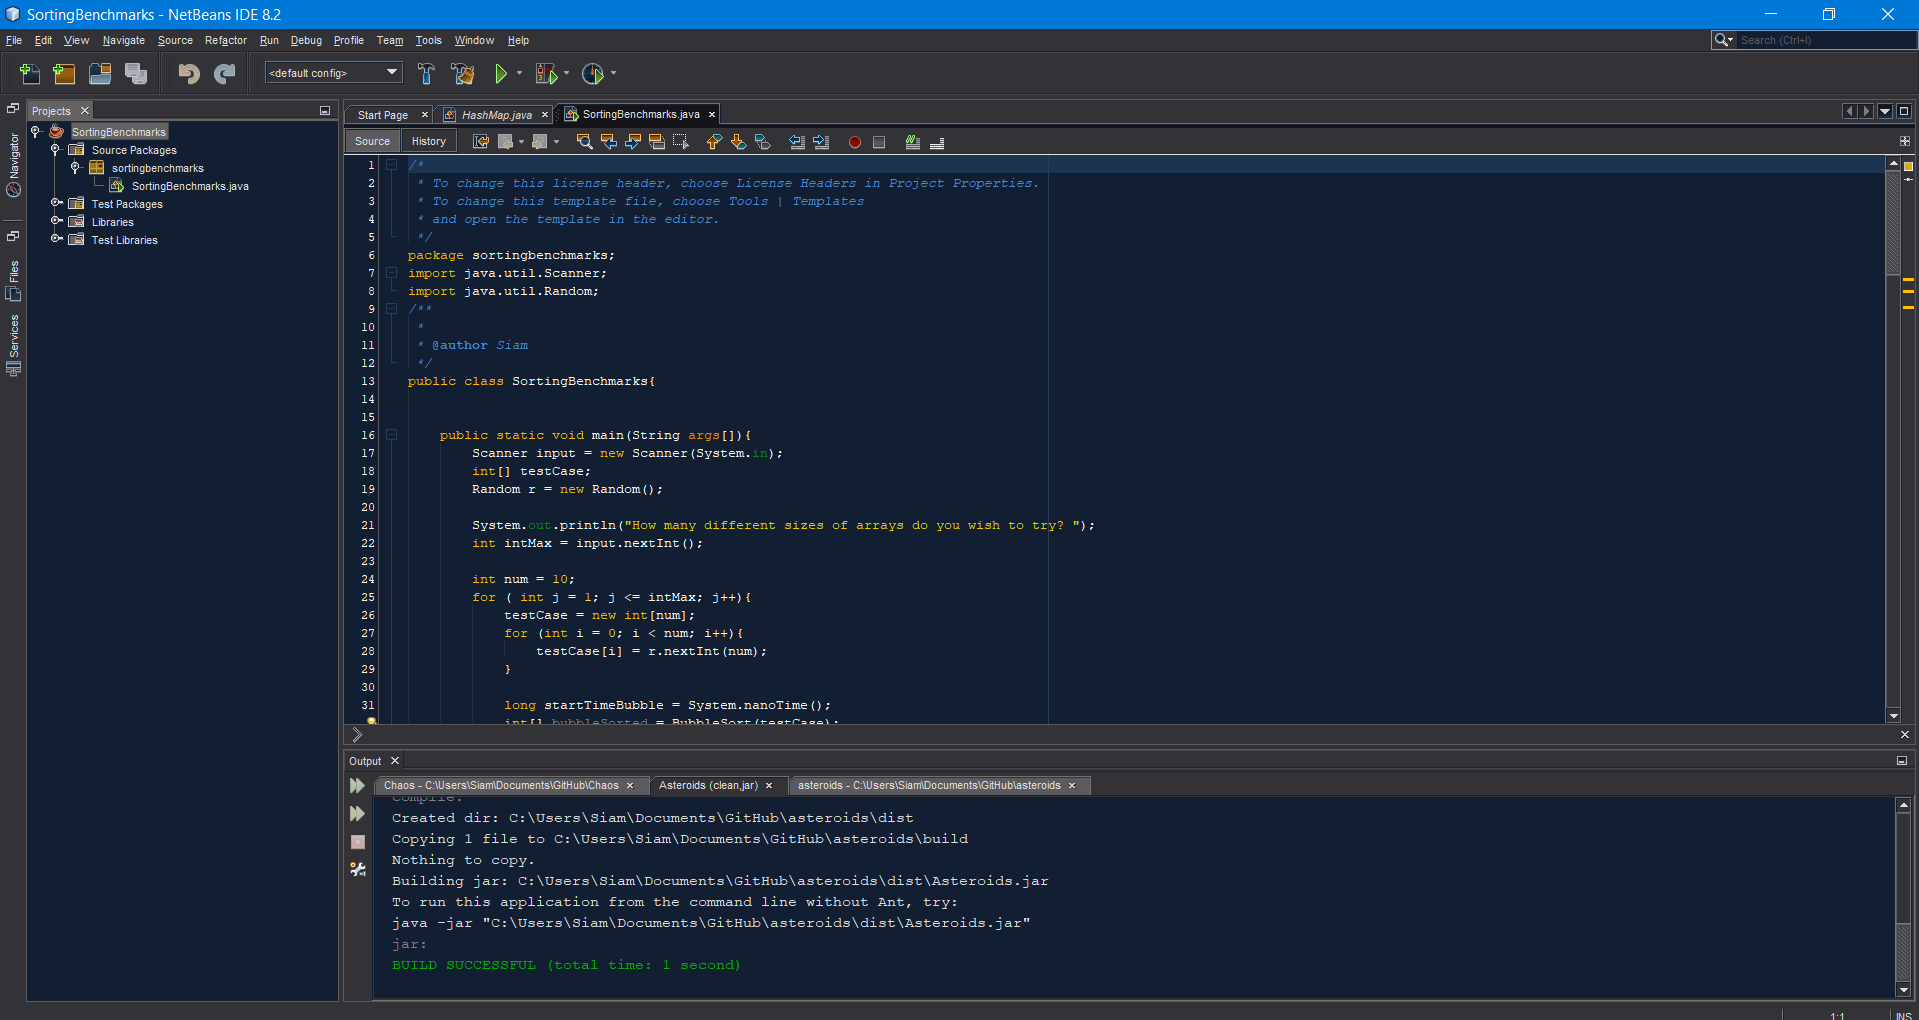 SortingBenchmarks - NetBeans IDE 8.2
File Edit View Navigate Source Refactor Run Debug Profile Team Tools Window Help
Search (Ctrl+I)
<default config>
Projects
SortingBenchmarks
Source Packages
sortingbenchmarks
SortingBenchmarks.java
Test Packages
Libraries
Test Libraries
Navigator
Files
Services
Start Page HashMap.java SortingBenchmarks.java
Source History
1 /*
2 * To change this license header, choose License Headers in Project Properties.
3 * To change this template file, choose Tools | Templates
4 * and open the template in the editor.
5 */
6 package sortingbenchmarks;
7 import java.util.Scanner;
8 import java.util.Random;
9 /**
10 *
11 * @author Siam
12 */
13 public class SortingBenchmarks{
14
15
16 public static void main(String args[]){
17 Scanner input = new Scanner(System.in);
18 int[] testCase;
19 Random r = new Random();
20
21 System.out.println("How many different sizes of arrays do you wish to try? ");
22 int intMax = input.nextInt();
23
24 int num = 10;
25 for ( int j = 1; j <= intMax; j++){
26 testCase = new int[num];
27 for (int i = 0; i < num; i++){
28 testCase[i] = r.nextInt(num);
29 }
30
31 long startTimeBubble = System.nanoTime();
int[] bubbleSorted = BubbleSort(testCase);
Output
Chaos - C:\Users\Siam\Documents\GitHub\Chaos Asteroids (clean,jar) asteroids - C:\Users\Siam\Documents\GitHub\asteroids
compile:
Created dir: C:\Users\Siam\Documents\GitHub\asteroids\dist
Copying 1 file to C:\Users\Siam\Documents\GitHub\asteroids\build
Nothing to copy.
Building jar: C:\Users\Siam\Documents\GitHub\asteroids\dist\Asteroids.jar
To run this application from the command line without Ant, try:
java -jar "C:\Users\Siam\Documents\GitHub\asteroids\dist\Asteroids.jar"
jar:
BUILD SUCCESSFUL (total time: 1 second)
1:1 INS